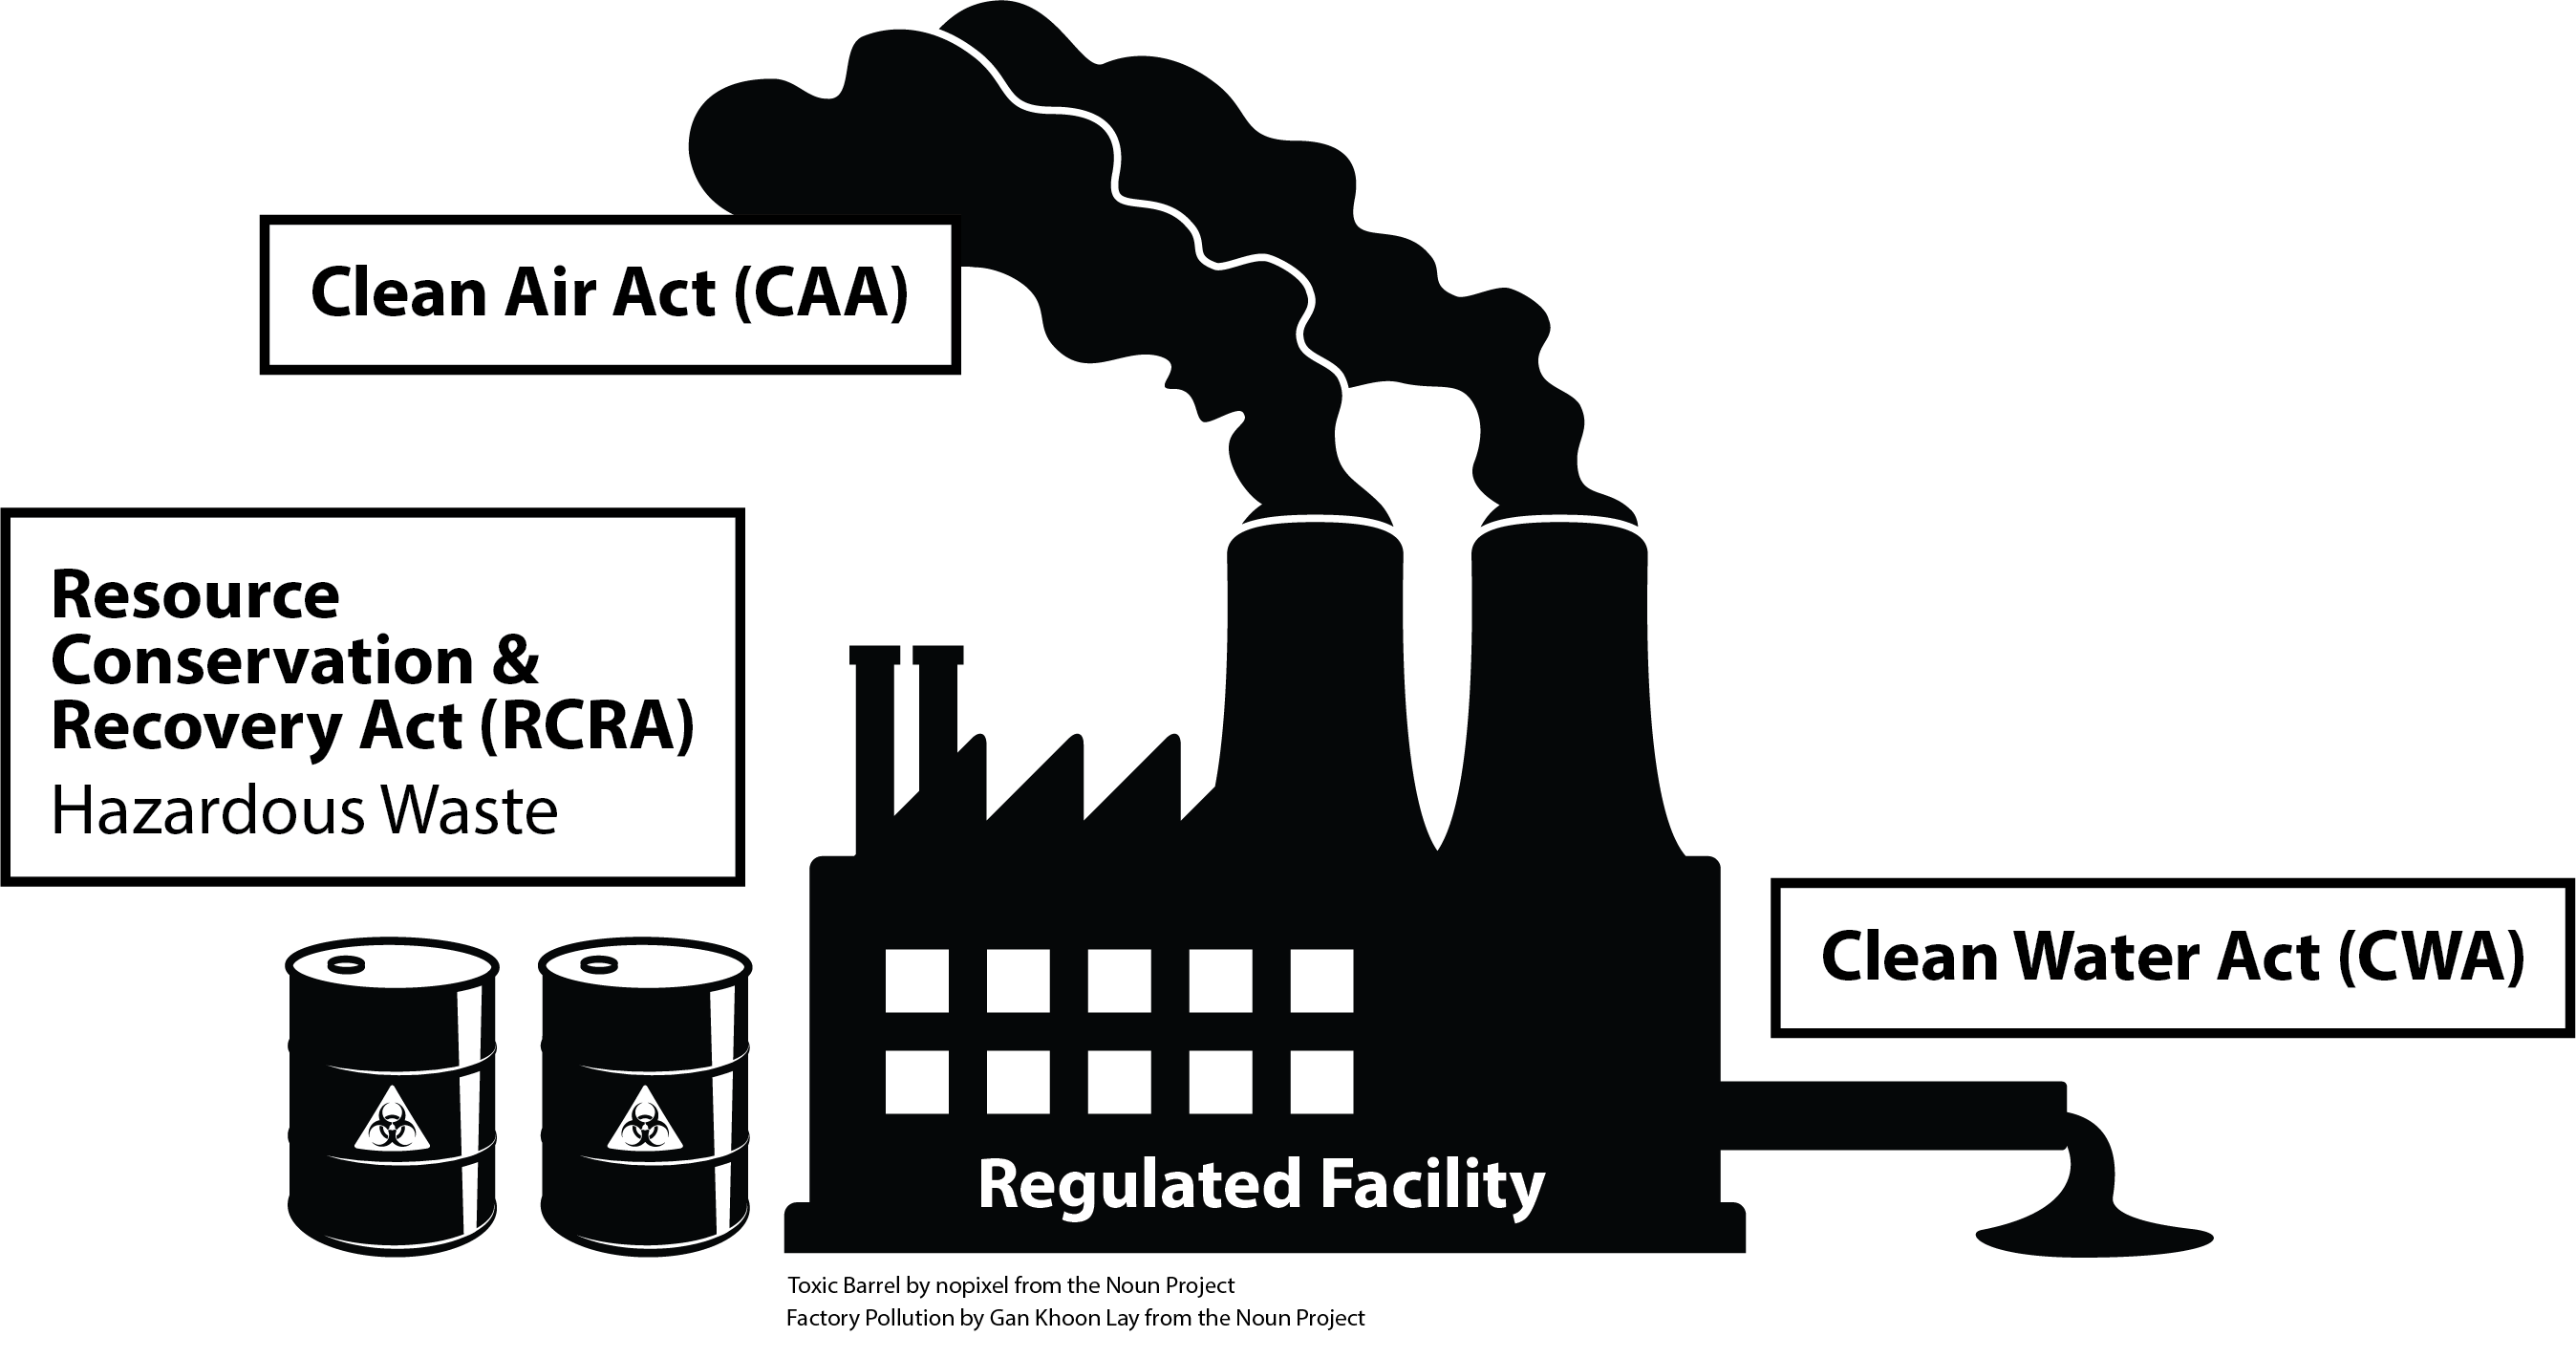 Clean Air Act (CAA)
Resource
Conservation &
Recovery Act (RCRA)
Hazardous Waste
Clean Water Act (CWA)
Regulated Facility
Toxic Barrel by nopixel from the Noun Project
Factory Pollution by Gan Khoon Lay from the Noun Project